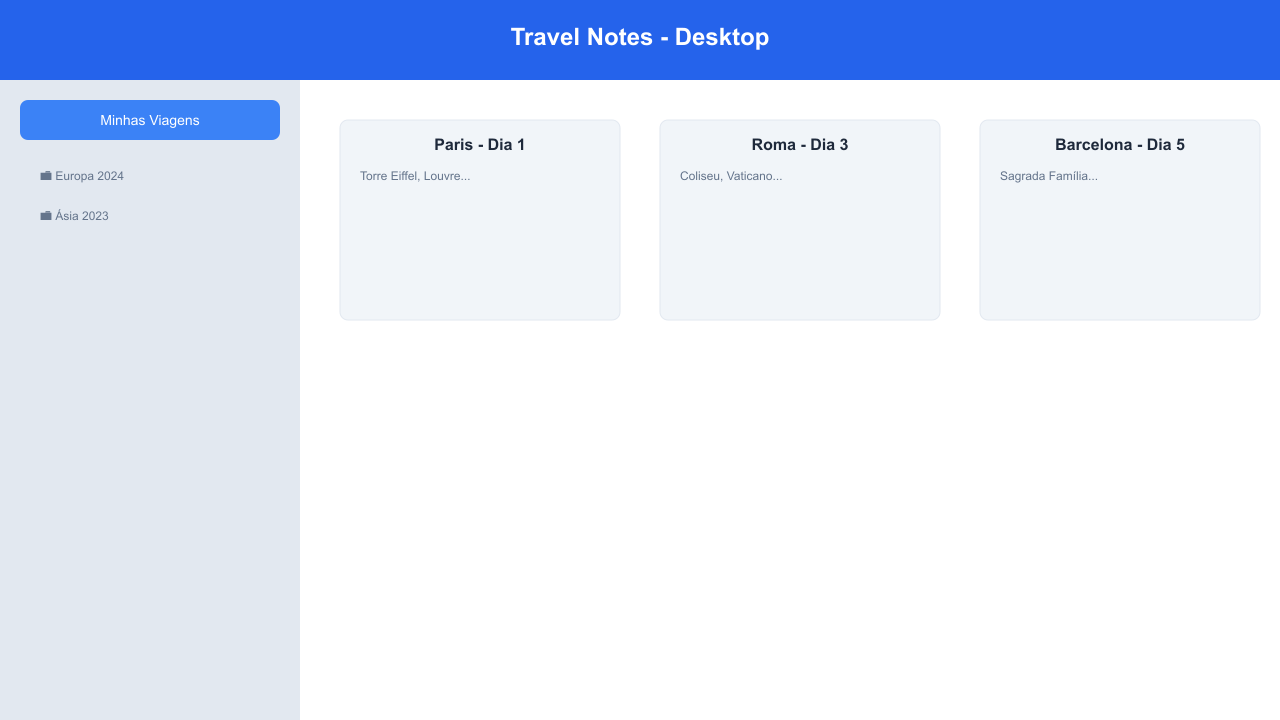 Travel Notes - Desktop
Minhas Viagens
Europa 2024
Ásia 2023
Paris - Dia 1
Torre Eiffel, Louvre...
Roma - Dia 3
Coliseu, Vaticano...
Barcelona - Dia 5
Sagrada Família...